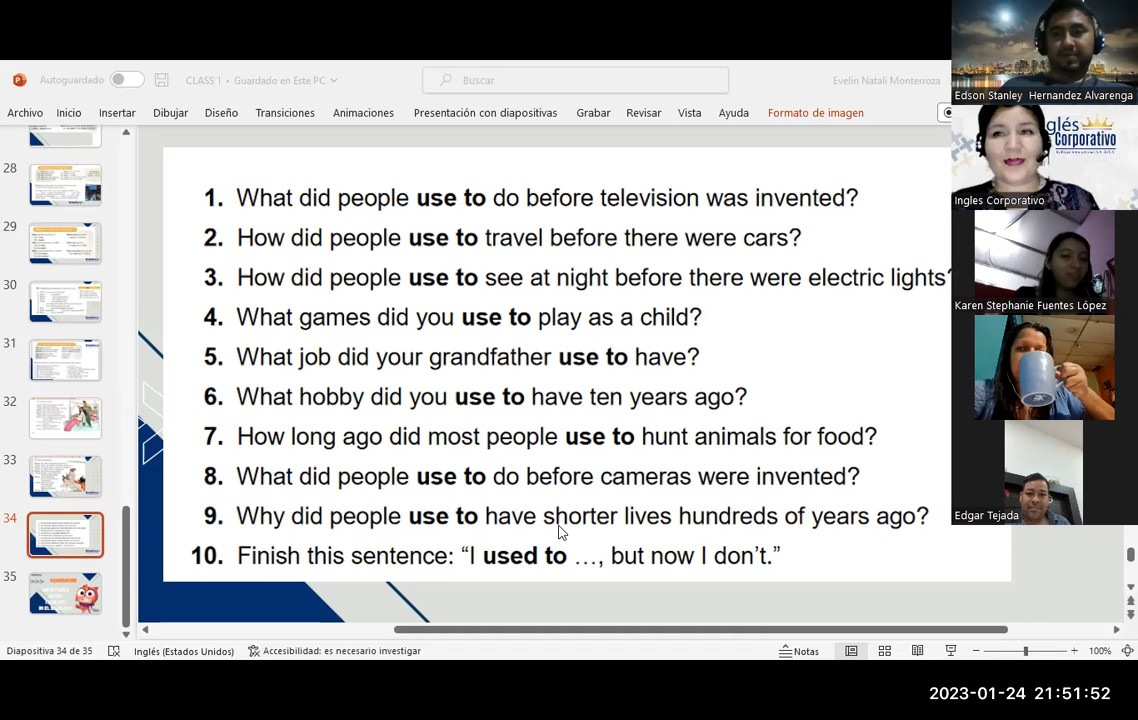 Autoguardado
CLASS 1 • Guardado en Este PC
Buscar
Evelin Natali Monterroza
Archivo Inicio Insertar Dibujar Diseño Transiciones Animaciones Presentación con diapositivas Grabar Revisar Vista Ayuda Formato de imagen
28
29
30
31
32
33
34
35
1. What did people use to do before television was invented?
2. How did people use to travel before there were cars?
3. How did people use to see at night before there were electric lights?
4. What games did you use to play as a child?
5. What job did your grandfather use to have?
6. What hobby did you use to have ten years ago?
7. How long ago did most people use to hunt animals for food?
8. What did people use to do before cameras were invented?
9. Why did people use to have shorter lives hundreds of years ago?
10. Finish this sentence: “I used to …, but now I don’t.”
Edson Stanley Hernandez Alvarenga
glés
Corporativo
Ingles Corporativo
Karen Stephanie Fuentes López
Edgar Tejada
Diapositiva 34 de 35
Inglés (Estados Unidos)
Accesibilidad: es necesario investigar
Notas
100%
2023-01-24 21:51:52